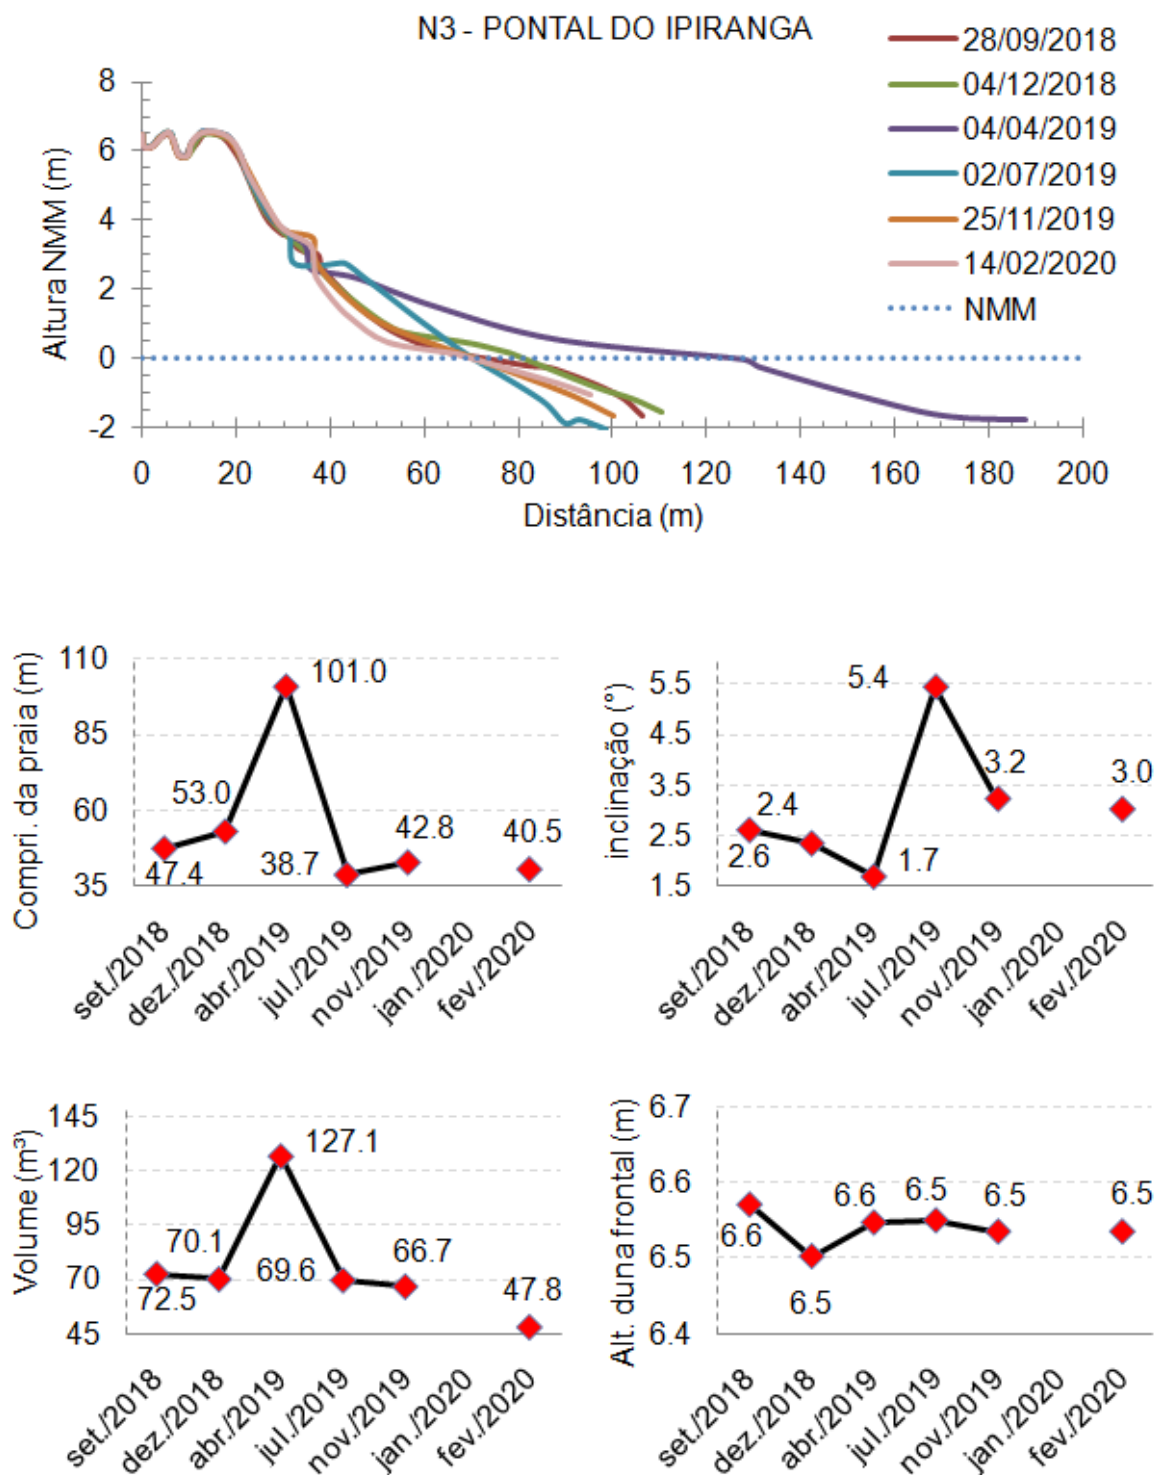 N3 - PONTAL DO IPIRANGA
28/09/2018
04/12/2018
04/04/2019
02/07/2019
25/11/2019
14/02/2020
NMM
Altura NMM (m)
8
6
4
2
0
-2
0 20 40 60 80 100 120 140 160 180 200
Distância (m)
Compri. da praia (m)
110
85
60
35
47.4
53.0
101.0
38.7
42.8
40.5
set./2018
dez./2018
abr./2019
jul./2019
nov./2019
jan./2020
fev./2020
inclinação (°)
5.5
4.5
3.5
2.5
1.5
2.6
2.4
1.7
5.4
3.2
3.0
set./2018
dez./2018
abr./2019
jul./2019
nov./2019
jan./2020
fev./2020
Volume (m³)
145
120
95
70
45
72.5
70.1
127.1
69.6
66.7
47.8
set./2018
dez./2018
abr./2019
jul./2019
nov./2019
jan./2020
fev./2020
Alt. duna frontal (m)
6.7
6.6
6.5
6.4
6.6
6.5
6.6
6.5
6.5
6.5
set./2018
dez./2018
abr./2019
jul./2019
nov./2019
jan./2020
fev./2020